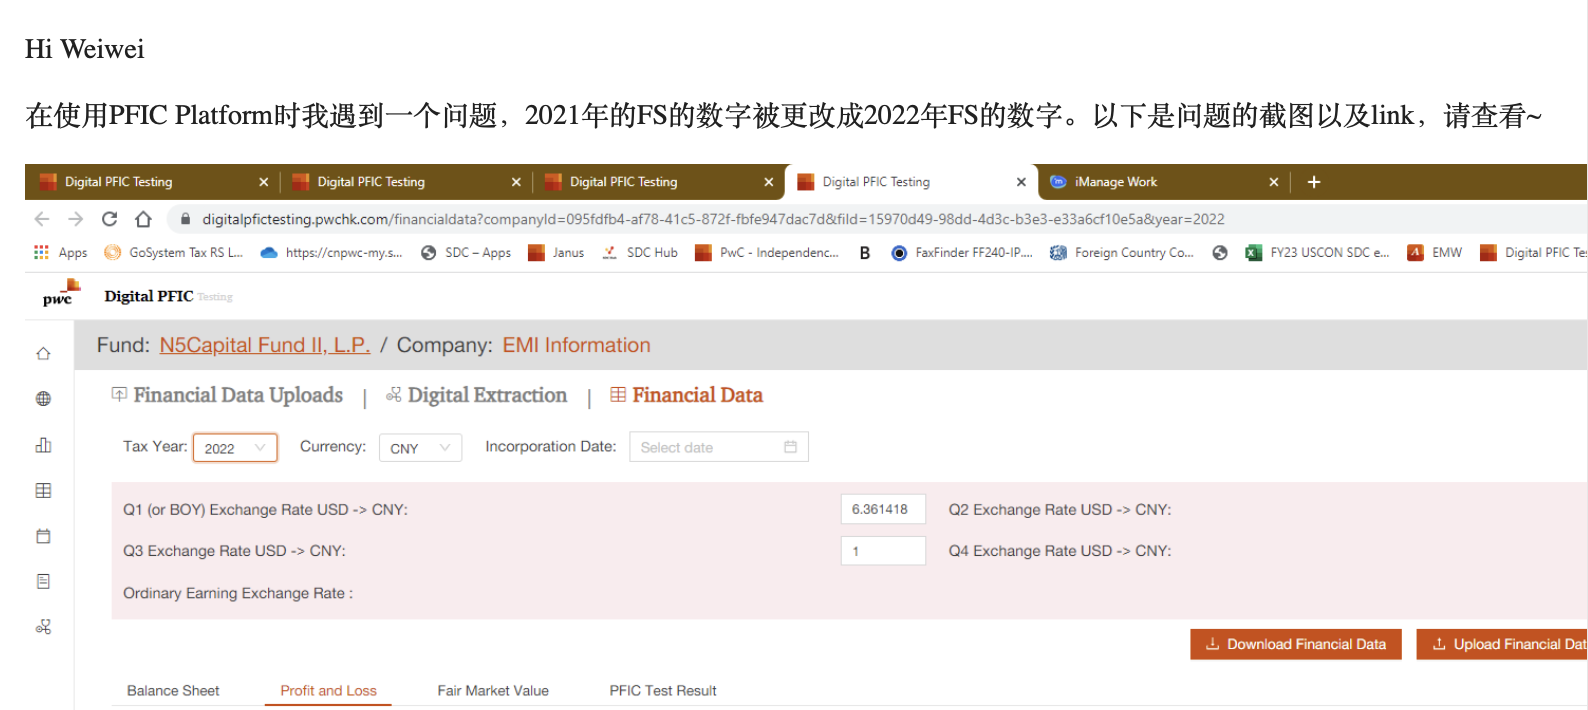 Hi Weiwei
在使用PFIC Platform时我遇到一个问题，2021年的FS的数字被更改成2022年FS的数字。以下是问题的截图以及link，请查看~
Digital PFIC Testing Digital PFIC Testing Digital PFIC Testing Digital PFIC Testing iManage Work
digitalpfictesting.pwchk.com/financialdata?companyId=095fdfb4-af78-41c5-872f-fbfe947dac7d&fiId=15970d49-98dd-4d3c-b3e3-e33a6cf10e5a&year=2022
Apps GoSystem Tax RS L... https://cnpwc-my.s... SDC – Apps Janus SDC Hub PwC - Independenc... B FaxFinder FF240-IP.... Foreign Country Co... FY23 USCON SDC e... EMW Digital PFIC Tes
pwc Digital PFIC Testing
Fund: N5Capital Fund II, L.P. / Company: EMI Information
Financial Data Uploads | Digital Extraction | Financial Data
Tax Year: 2022 Currency: CNY Incorporation Date: Select date
Q1 (or BOY) Exchange Rate USD -> CNY: 6.361418 Q2 Exchange Rate USD -> CNY:
Q3 Exchange Rate USD -> CNY: 1 Q4 Exchange Rate USD -> CNY:
Ordinary Earning Exchange Rate :
Download Financial Data Upload Financial Dat
Balance Sheet Profit and Loss Fair Market Value PFIC Test Result